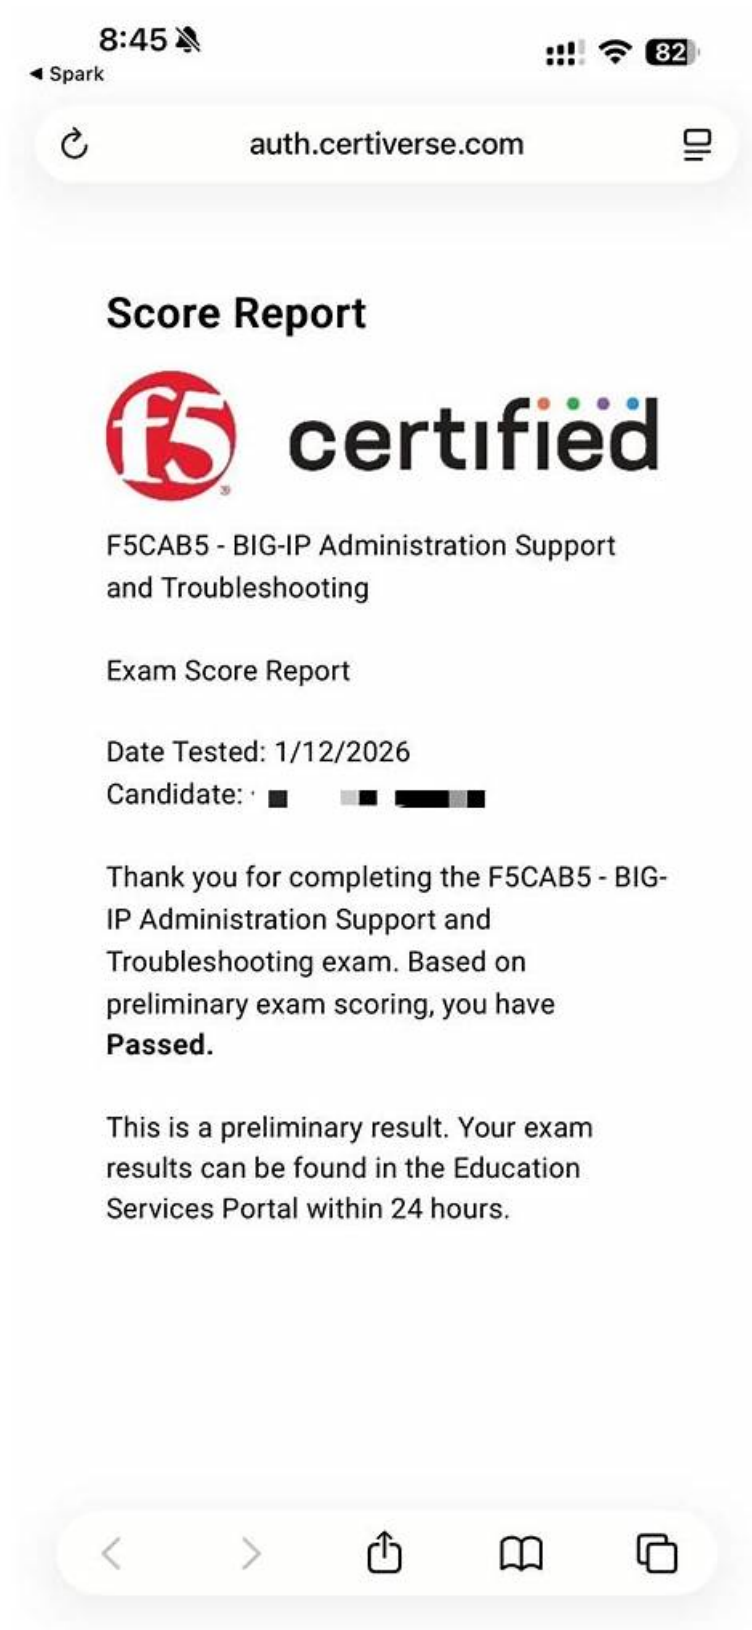 8:45
◀ Spark
82
auth.certiverse.com
Score Report
f5 certified
®
F5CAB5 - BIG-IP Administration Support
and Troubleshooting
Exam Score Report
Date Tested: 1/12/2026
Candidate:
Thank you for completing the F5CAB5 - BIG-
IP Administration Support and
Troubleshooting exam. Based on
preliminary exam scoring, you have
Passed.
This is a preliminary result. Your exam
results can be found in the Education
Services Portal within 24 hours.